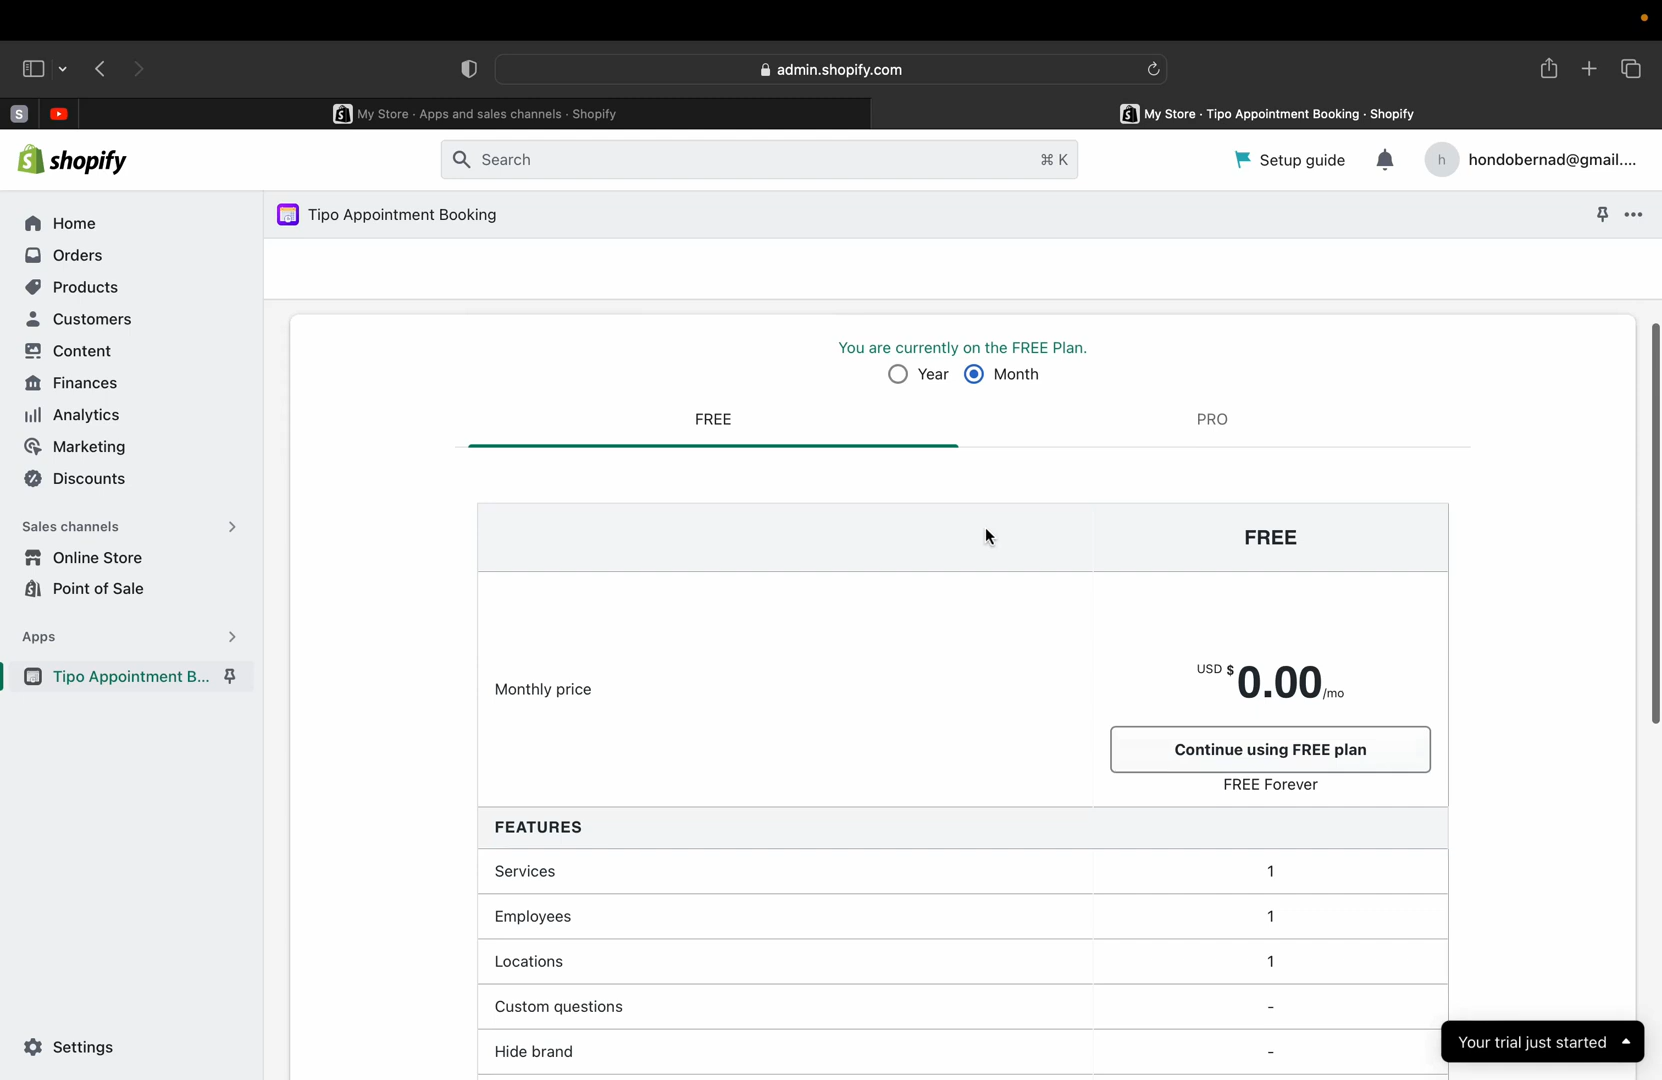 admin.shopify.com
S
My Store · Apps and sales channels · Shopify
My Store · Tipo Appointment Booking · Shopify
shopify
Search
⌘ K
Setup guide
h
hondobernad@gmail....
Home
Orders
Products
Customers
Content
Finances
Analytics
Marketing
Discounts
Sales channels
Online Store
Point of Sale
Apps
Tipo Appointment B...
Settings
Tipo Appointment Booking
You are currently on the FREE Plan.
Year Month
FREE PRO
FREE
Monthly price
USD $ 0.00 /mo
Continue using FREE plan
FREE Forever
FEATURES
Services 1
Employees 1
Locations 1
Custom questions -
Hide brand -
Your trial just started